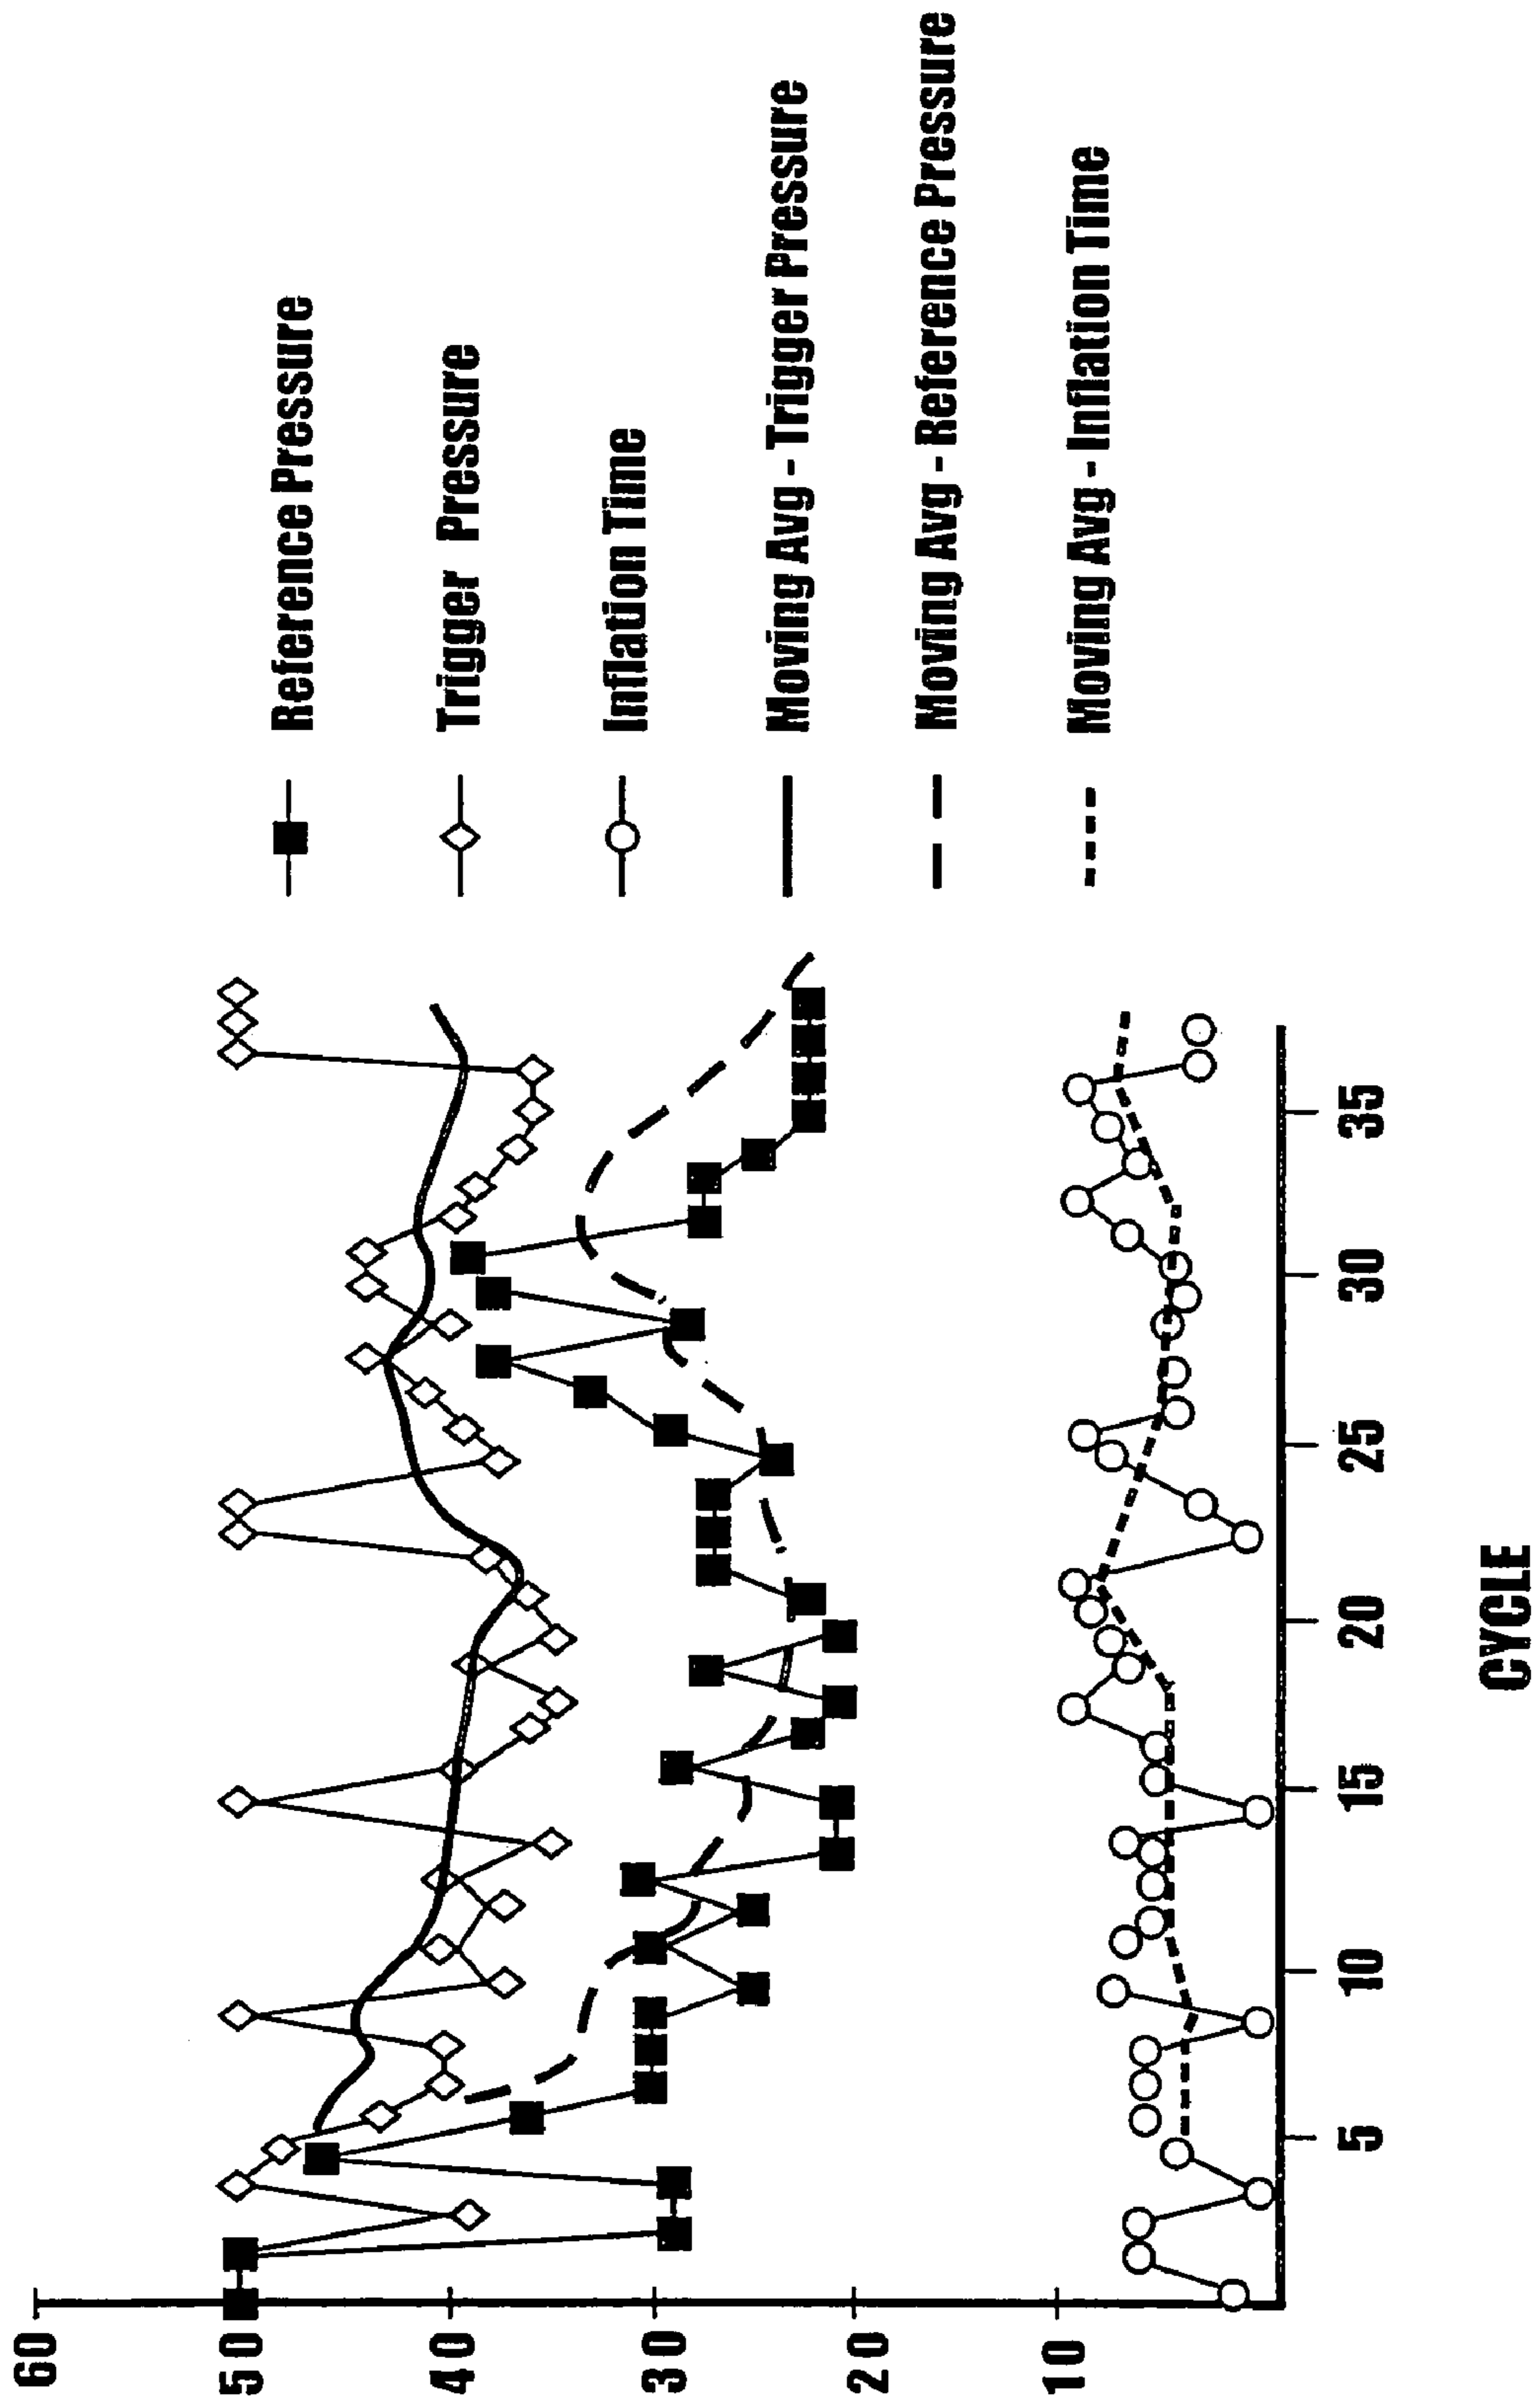 60
50
40
30
20
10
5
10
15
20
25
30
35
CYCLE
Reference Pressure
Trigger Pressure
Inflation Time
Moving Avg - Trigger Pressure
Moving Avg - Reference Pressure
Moving Avg - Inflation Time